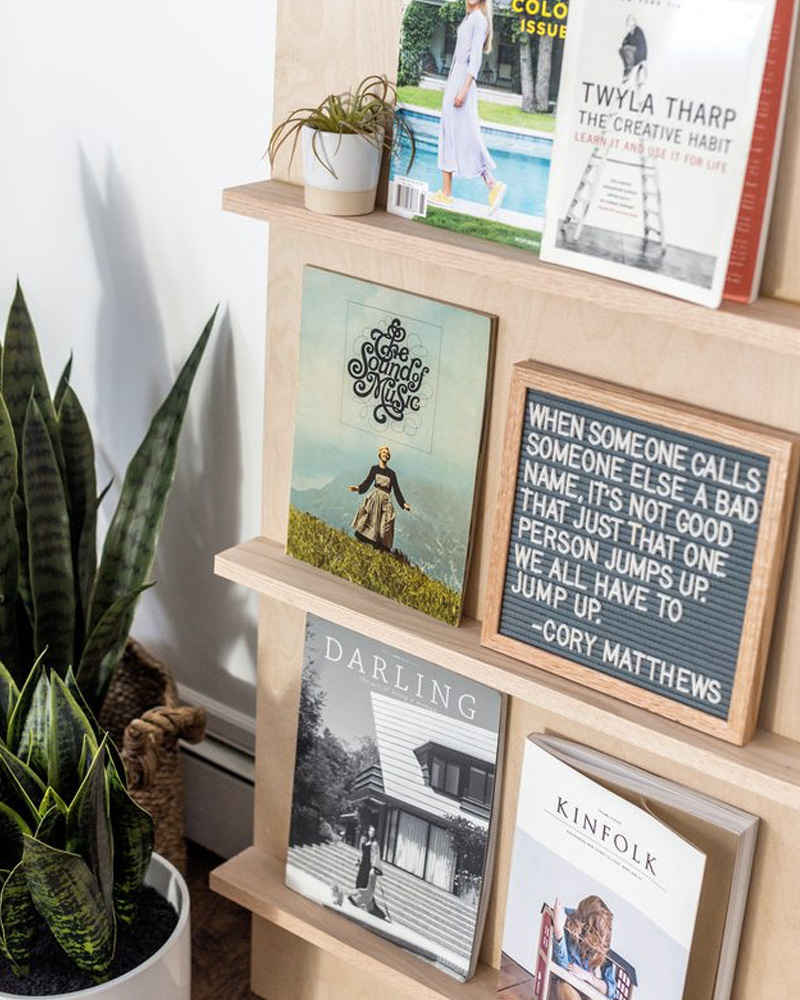 COLO
ISSUE
TWYLA THARP
THE CREATIVE HABIT
LEARN IT AND USE IT FOR LIFE
The
Sound of
Music
WHEN SOMEONE CALLS
SOMEONE ELSE A BAD
NAME, IT'S NOT GOOD
THAT JUST THAT ONE
PERSON JUMPS UP.
WE ALL HAVE TO
JUMP UP.
-CORY MATTHEWS
DARLING
KINFOLK